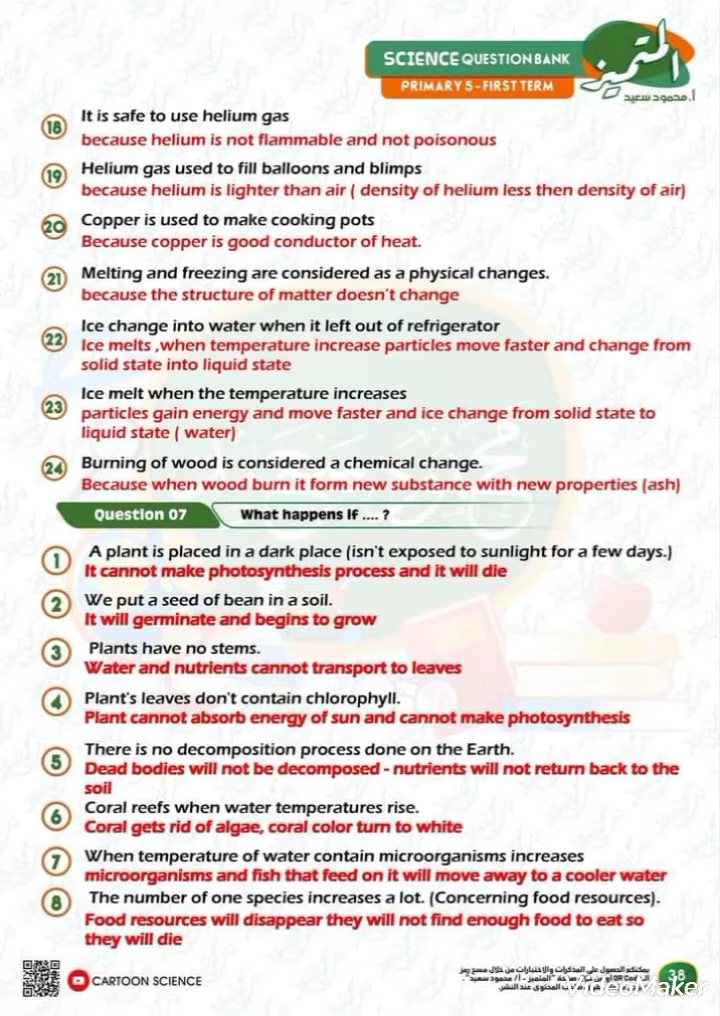 SCIENCE QUESTION BANK
PRIMARY 5 - FIRST TERM
المتميز
أ. محمود سعيد
18 It is safe to use helium gas
because helium is not flammable and not poisonous
19 Helium gas used to fill balloons and blimps
because helium is lighter than air ( density of helium less then density of air)
20 Copper is used to make cooking pots
Because copper is good conductor of heat.
21 Melting and freezing are considered as a physical changes.
because the structure of matter doesn't change
22 Ice change into water when it left out of refrigerator
Ice melts ,when temperature increase particles move faster and change from
solid state into liquid state
23 Ice melt when the temperature increases
particles gain energy and move faster and ice change from solid state to
liquid state ( water)
24 Burning of wood is considered a chemical change.
Because when wood burn it form new substance with new properties (ash)
Question 07 What happens if .... ?
1 A plant is placed in a dark place (isn't exposed to sunlight for a few days.)
It cannot make photosynthesis process and it will die
2 We put a seed of bean in a soil.
It will germinate and begins to grow
3 Plants have no stems.
Water and nutrients cannot transport to leaves
4 Plant's leaves don't contain chlorophyll.
Plant cannot absorb energy of sun and cannot make photosynthesis
5 There is no decomposition process done on the Earth.
Dead bodies will not be decomposed - nutrients will not return back to the
soil
6 Coral reefs when water temperatures rise.
Coral gets rid of algae, coral color turn to white
7 When temperature of water contain microorganisms increases
microorganisms and fish that feed on it will move away to a cooler water
8 The number of one species increases a lot. (Concerning food resources).
Food resources will disappear they will not find enough food to eat so
they will die
CARTOON SCIENCE
يمكنكم الحصول على المذكرات والاختبارات من خلال مسح رمز
"المتميز - أ/ محمود سعيد"
المحتوى عند النشر
38
VideoMaker